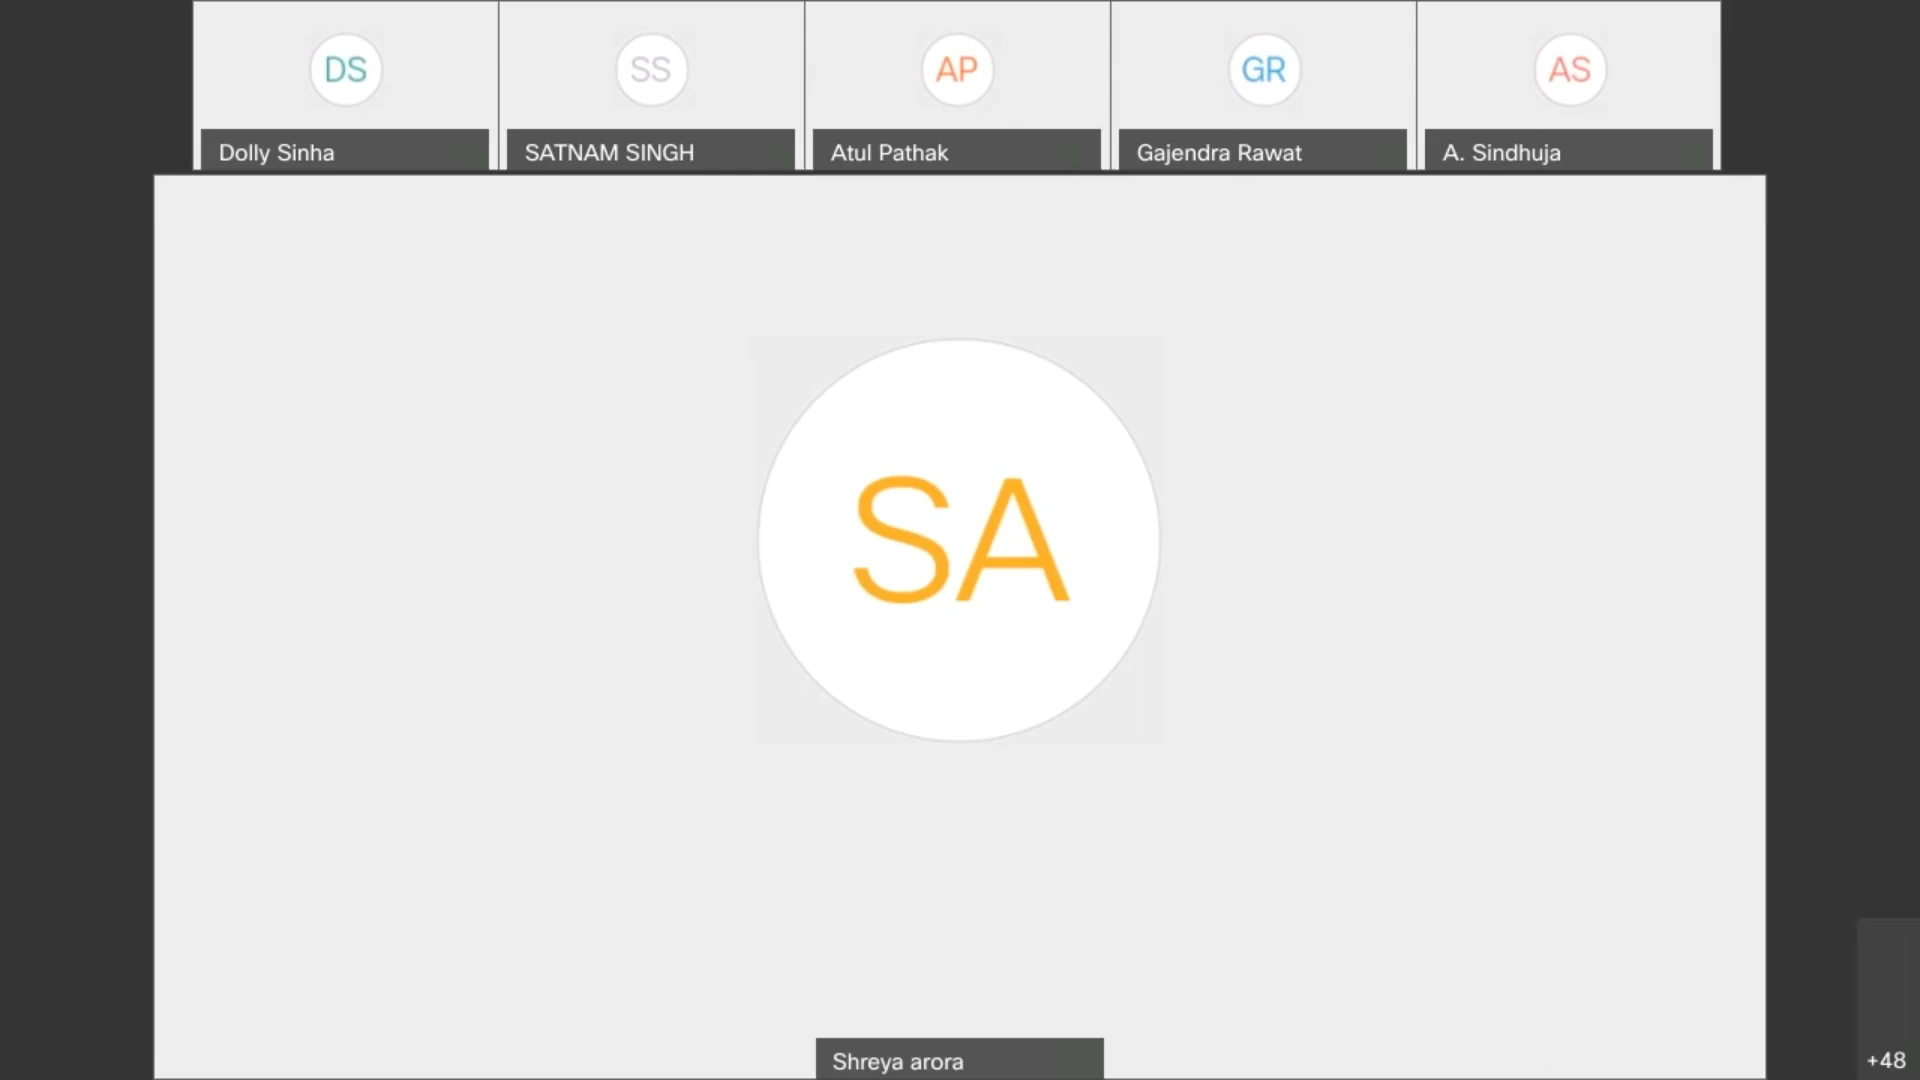 DS
SS
AP
GR
AS
Dolly Sinha
SATNAM SINGH
Atul Pathak
Gajendra Rawat
A. Sindhuja
SA
Shreya arora
+48